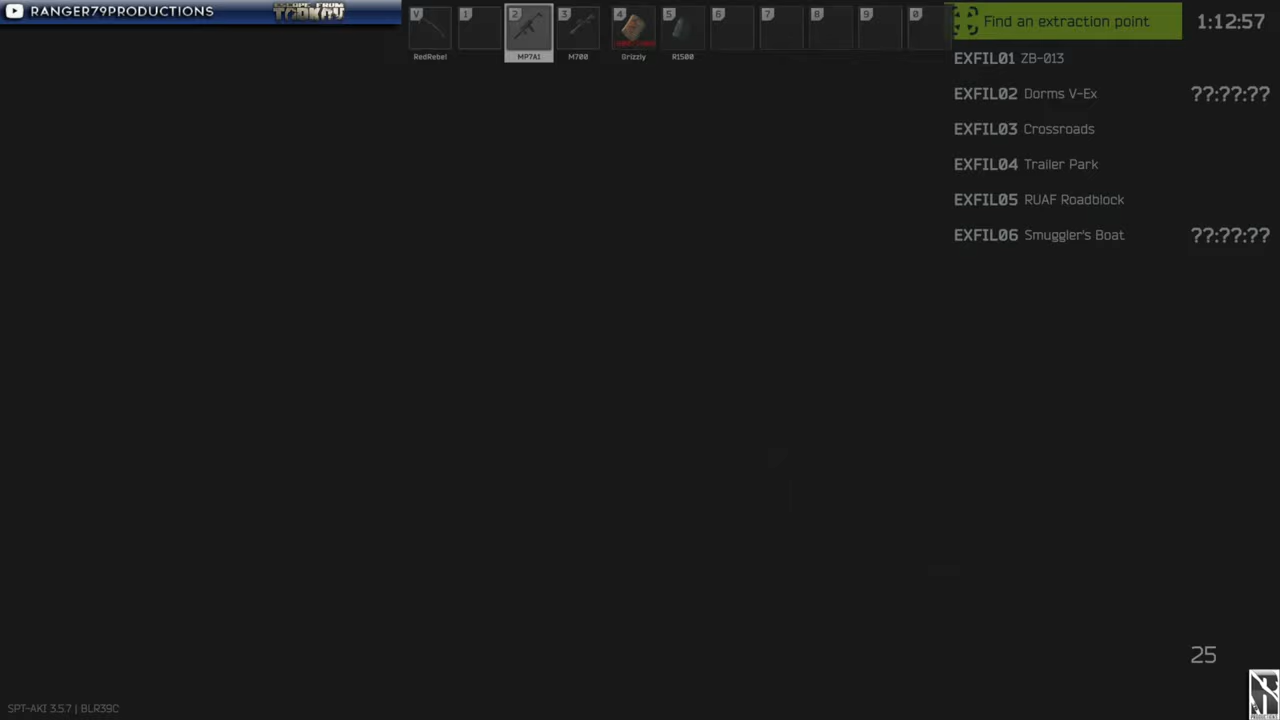 RANGER79PRODUCTIONS
ESCAPE FROM
TARKOV
V
1
2
3
4
5
6
7
8
9
0
RedRebel
MP7A1
M700
Grizzly
R1500
Find an extraction point
1:12:57
EXFIL01 ZB-013
EXFIL02 Dorms V-Ex ??:??:??
EXFIL03 Crossroads
EXFIL04 Trailer Park
EXFIL05 RUAF Roadblock
EXFIL06 Smuggler's Boat ??:??:??
25
SPT-AKI 3.5.7 | BLR39C